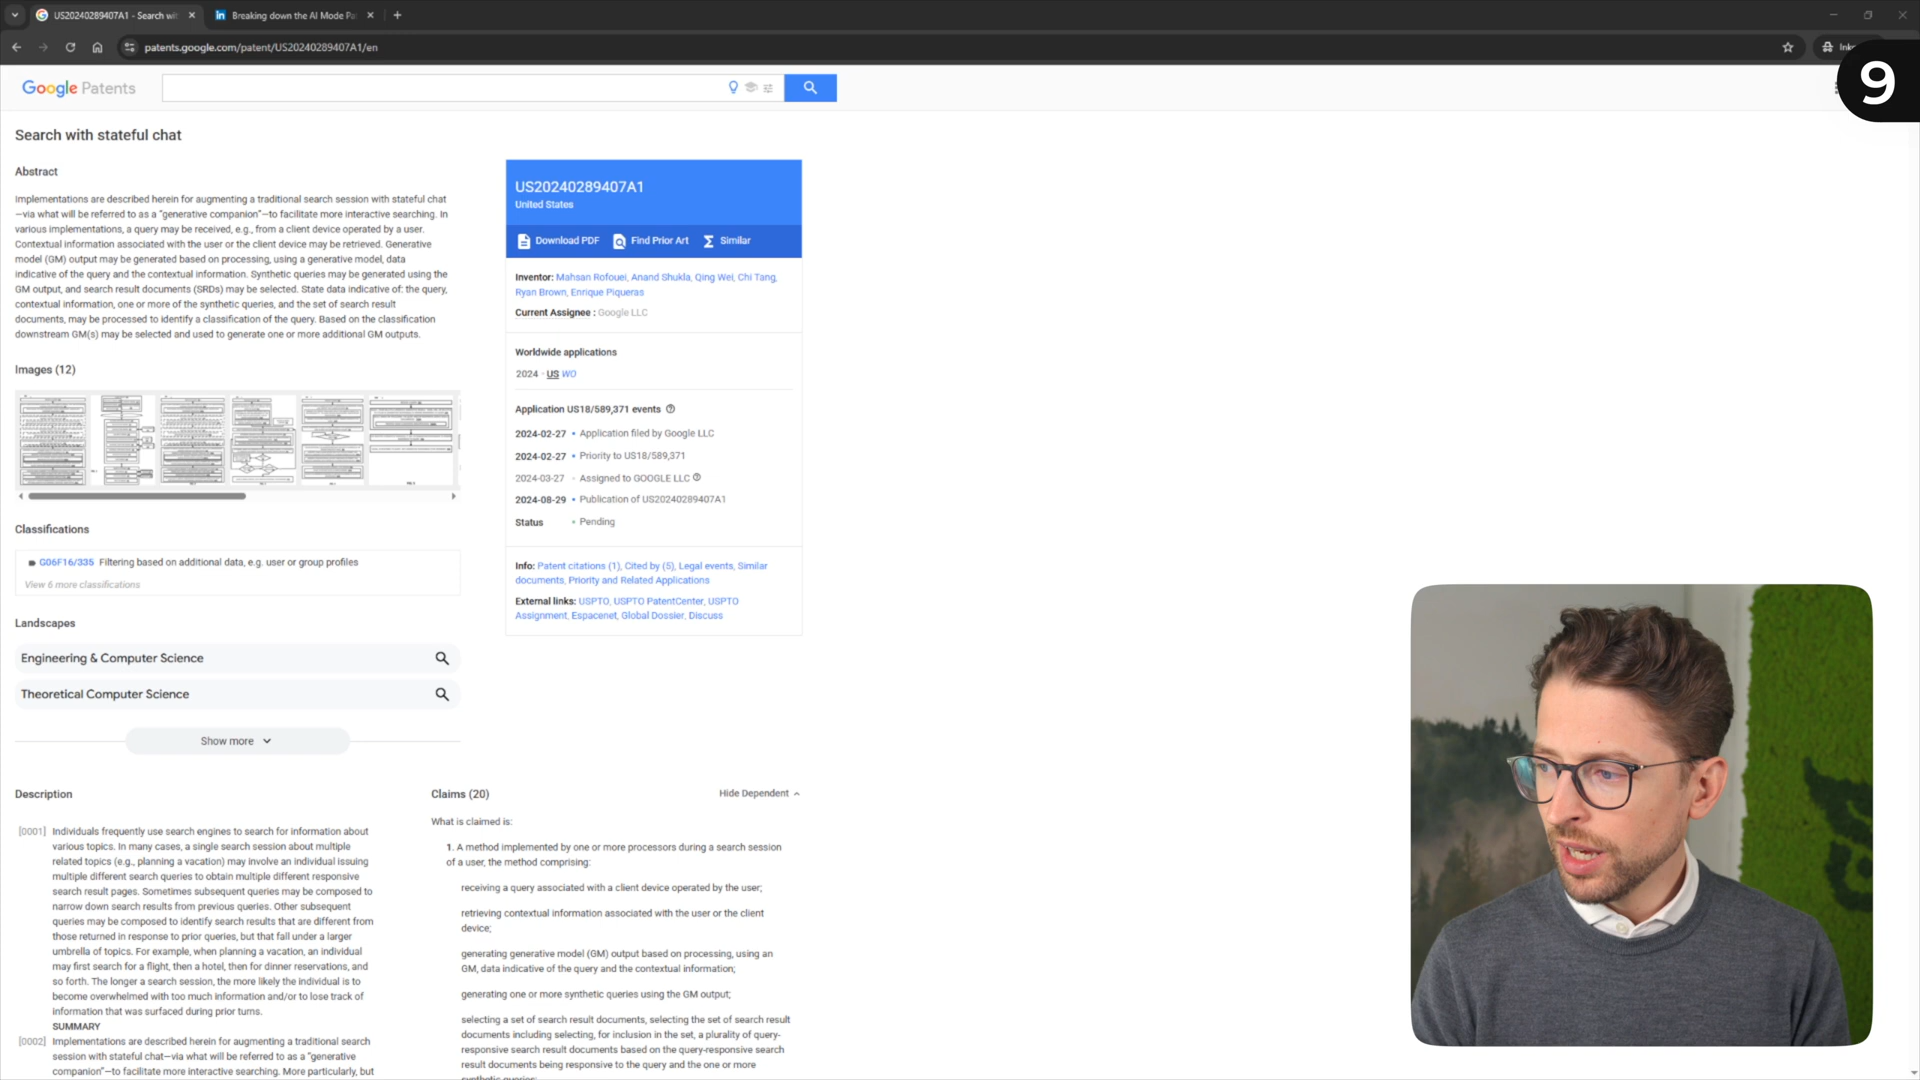 US20240289407A1 - Search wit
Breaking down the AI Mode Pa
patents.google.com/patent/US20240289407A1/en
9
Google Patents
Search with stateful chat
Abstract
Implementations are described herein for augmenting a traditional search session with stateful chat
—via what will be referred to as a “generative companion”—to facilitate more interactive searching. In
various implementations, a query may be received, e.g., from a client device operated by a user.
Contextual information associated with the user or the client device may be retrieved. Generative
model (GM) output may be generated based on processing, using a generative model, data
indicative of the query and the contextual information. Synthetic queries may be generated using the
GM output, and search result documents (SRDs) may be selected. State data indicative of: the query,
contextual information, one or more of the synthetic queries, and the set of search result
documents, may be processed to identify a classification of the query. Based on the classification
downstream GM(s) may be selected and used to generate one or more additional GM outputs.
Images (12)
Classifications
G06F16/335 Filtering based on additional data, e.g. user or group profiles
View 6 more classifications
Landscapes
Engineering & Computer Science
Theoretical Computer Science
Show more
US20240289407A1
United States
Download PDF Find Prior Art Similar
Inventor: Mahsan Rofouei, Anand Shukla, Qing Wei, Chi Tang,
Ryan Brown, Enrique Piqueras
Current Assignee : Google LLC
Worldwide applications
2024 · US WO
Application US18/589,371 events
2024-02-27 • Application filed by Google LLC
2024-02-27 • Priority to US18/589,371
2024-03-27 • Assigned to GOOGLE LLC
2024-08-29 • Publication of US20240289407A1
Status • Pending
Info: Patent citations (1), Cited by (5), Legal events, Similar
documents, Priority and Related Applications
External links: USPTO, USPTO PatentCenter, USPTO
Assignment, Espacenet, Global Dossier, Discuss
Description
[0001] Individuals frequently use search engines to search for information about
various topics. In many cases, a single search session about multiple
related topics (e.g., planning a vacation) may involve an individual issuing
multiple different search queries to obtain multiple different responsive
search result pages. Sometimes subsequent queries may be composed to
narrow down search results from previous queries. Other subsequent
queries may be composed to identify search results that are different from
those returned in response to prior queries, but that fall under a larger
umbrella of topics. For example, when planning a vacation, an individual
may first search for a flight, then a hotel, then for dinner reservations, and
so forth. The longer a search session, the more likely the individual is to
become overwhelmed with too much information and/or to lose track of
information that was surfaced during prior turns.
SUMMARY
[0002] Implementations are described herein for augmenting a traditional search
session with stateful chat—via what will be referred to as a “generative
companion”—to facilitate more interactive searching. More particularly, but
Claims (20)
Hide Dependent
What is claimed is:
1. A method implemented by one or more processors during a search session
of a user, the method comprising:
receiving a query associated with a client device operated by the user;
retrieving contextual information associated with the user or the client
device;
generating generative model (GM) output based on processing, using an
GM, data indicative of the query and the contextual information;
generating one or more synthetic queries using the GM output;
selecting a set of search result documents, selecting the set of search result
documents including selecting, for inclusion in the set, a plurality of query-
responsive search result documents based on the query-responsive search
result documents being responsive to the query and the one or more
synthetic queries;